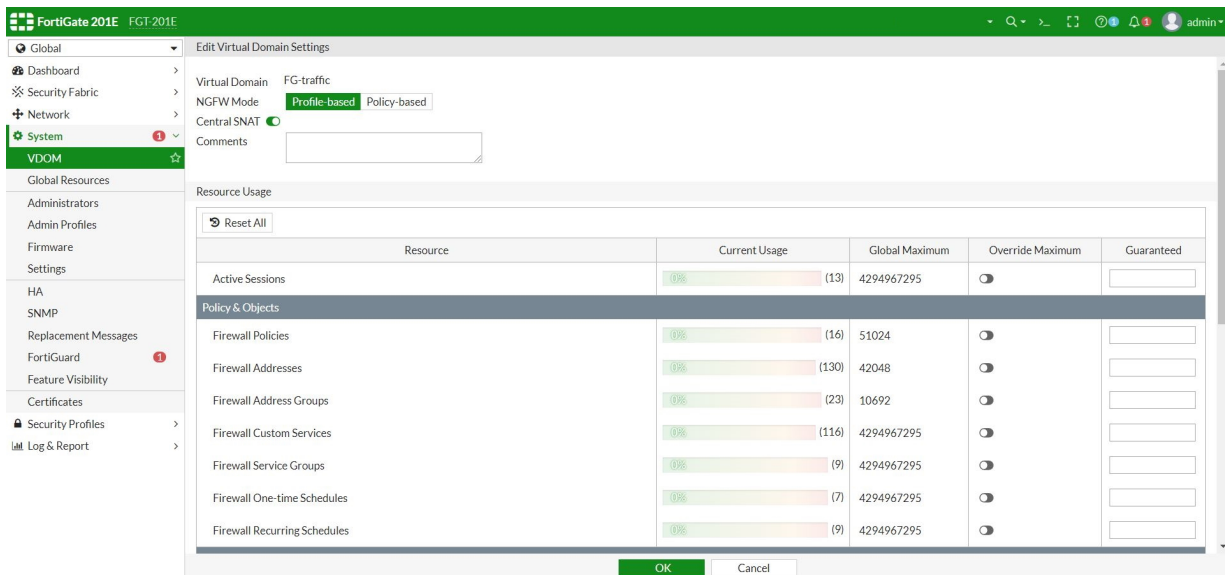 FortiGate 201E FGT-201E
>_ 1 1 admin
Global
Dashboard
Security Fabric
Network
System 1
VDOM
Global Resources
Administrators
Admin Profiles
Firmware
Settings
HA
SNMP
Replacement Messages
FortiGuard 1
Feature Visibility
Certificates
Security Profiles
Log & Report
Edit Virtual Domain Settings
Virtual Domain FG-traffic
NGFW Mode Profile-based Policy-based
Central SNAT
Comments
Resource Usage
Reset All
Resource Current Usage Global Maximum Override Maximum Guaranteed
Active Sessions 0% (13) 4294967295
Policy & Objects
Firewall Policies 0% (16) 51024
Firewall Addresses 0% (130) 42048
Firewall Address Groups 0% (23) 10692
Firewall Custom Services 0% (116) 4294967295
Firewall Service Groups 0% (9) 4294967295
Firewall One-time Schedules 0% (7) 4294967295
Firewall Recurring Schedules 0% (9) 4294967295
OK Cancel